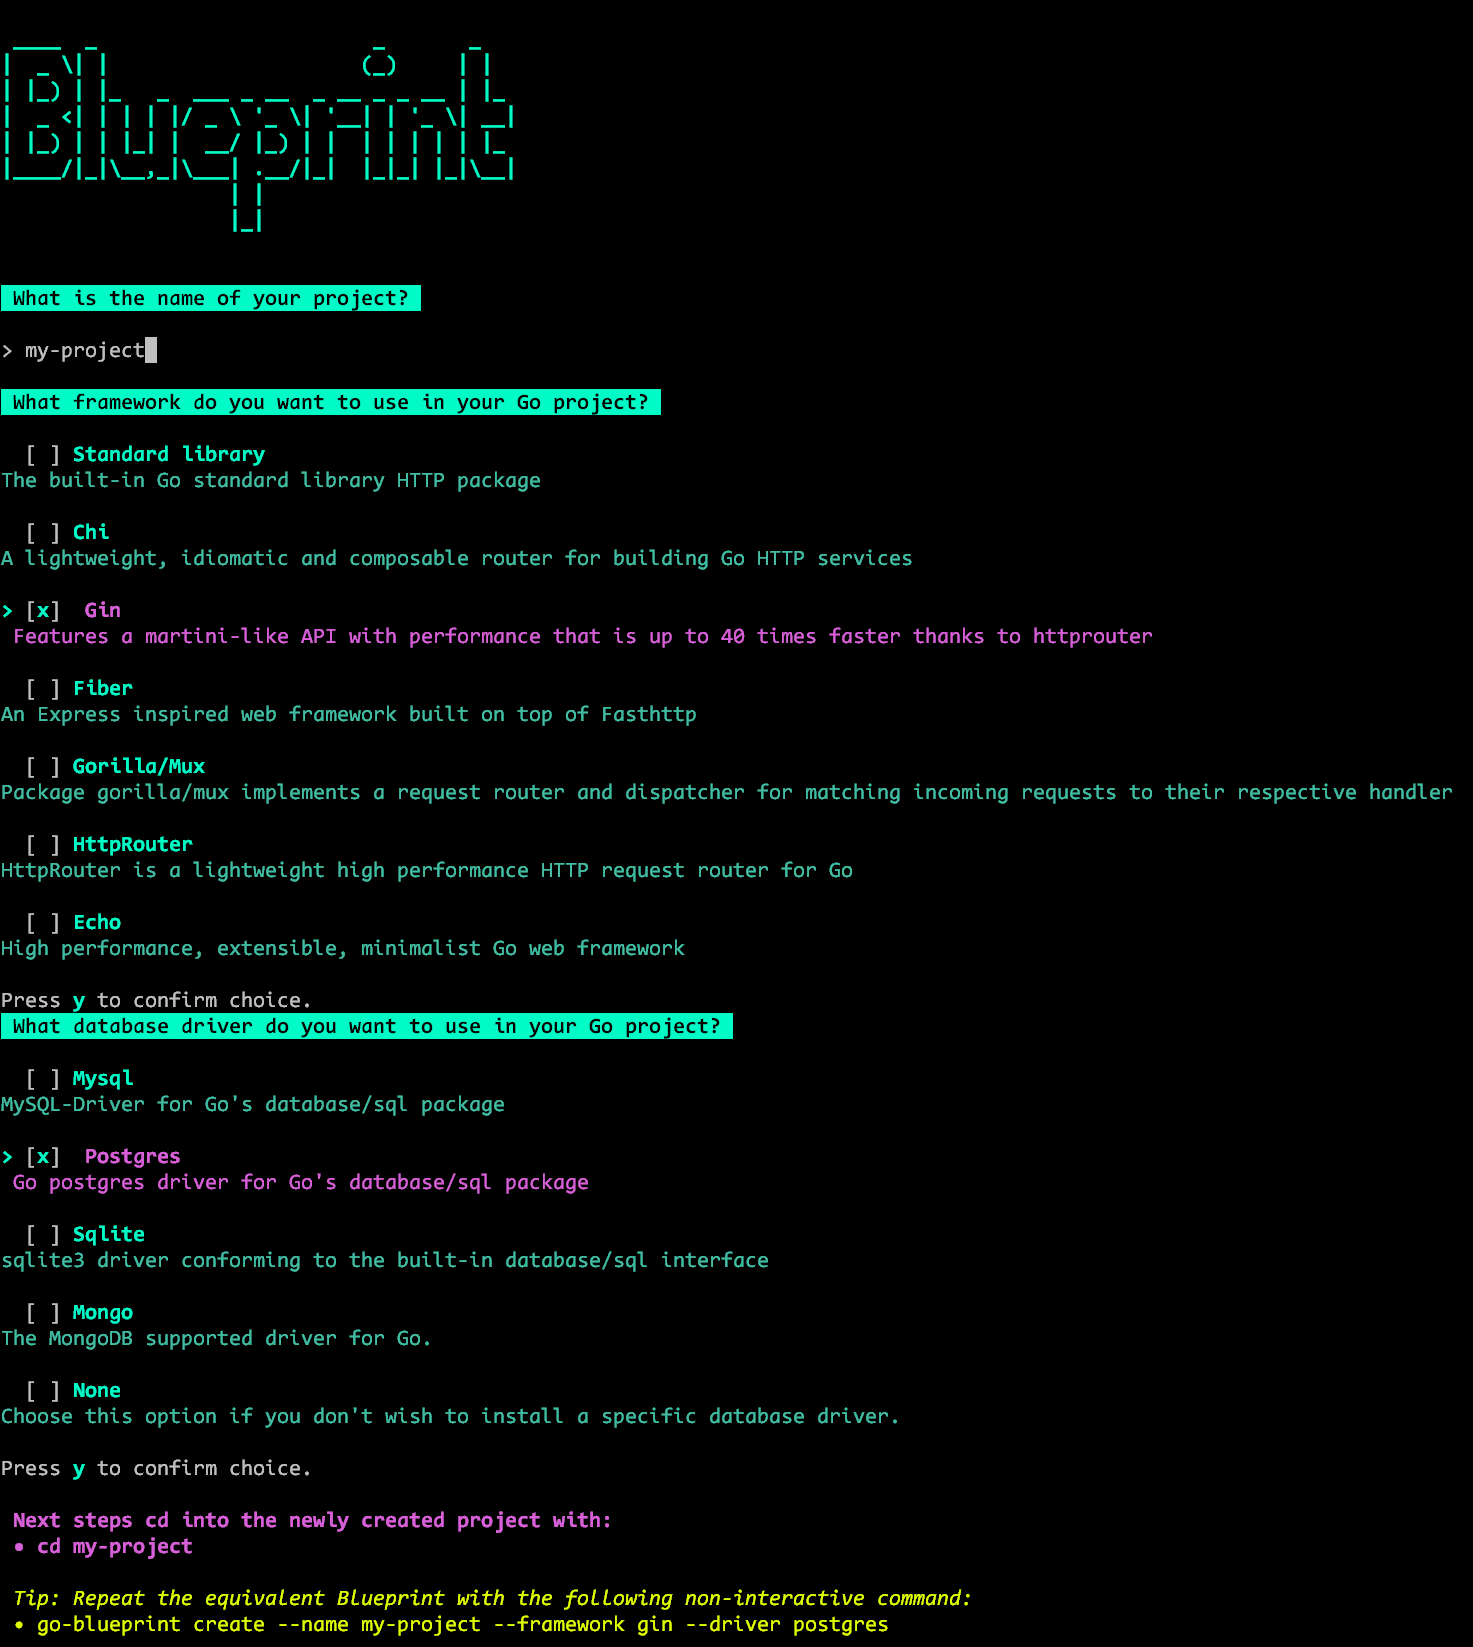 Blueprint
What is the name of your project?
> my-project
What framework do you want to use in your Go project?
[ ] Standard library
The built-in Go standard library HTTP package
[ ] Chi
A lightweight, idiomatic and composable router for building Go HTTP services
> [x]  Gin
Features a martini-like API with performance that is up to 40 times faster thanks to httprouter
[ ] Fiber
An Express inspired web framework built on top of Fasthttp
[ ] Gorilla/Mux
Package gorilla/mux implements a request router and dispatcher for matching incoming requests to their respective handler
[ ] HttpRouter
HttpRouter is a lightweight high performance HTTP request router for Go
[ ] Echo
High performance, extensible, minimalist Go web framework
Press y to confirm choice.
What database driver do you want to use in your Go project?
[ ] Mysql
MySQL-Driver for Go's database/sql package
> [x]  Postgres
Go postgres driver for Go's database/sql package
[ ] Sqlite
sqlite3 driver conforming to the built-in database/sql interface
[ ] Mongo
The MongoDB supported driver for Go.
[ ] None
Choose this option if you don't wish to install a specific database driver.
Press y to confirm choice.
Next steps cd into the newly created project with:
• cd my-project
Tip: Repeat the equivalent Blueprint with the following non-interactive command:
• go-blueprint create --name my-project --framework gin --driver postgres